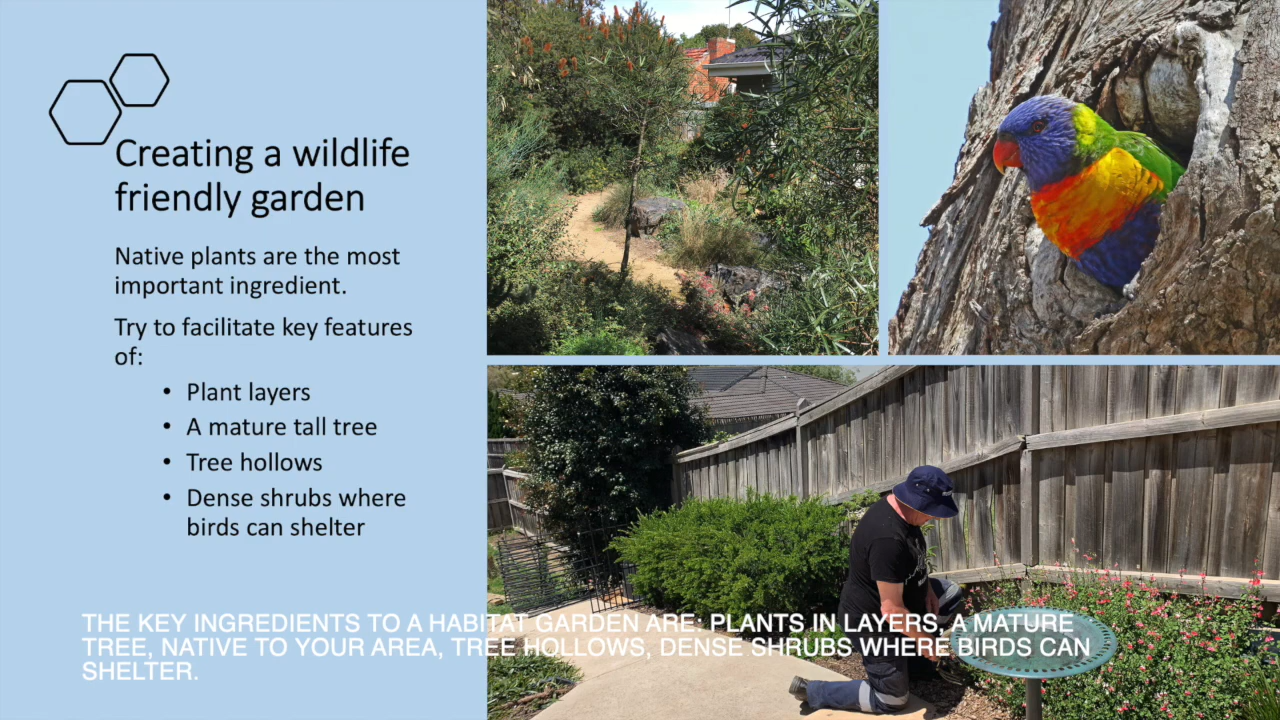 Creating a wildlife
friendly garden
Native plants are the most
important ingredient.
Try to facilitate key features
of:
• Plant layers
• A mature tall tree
• Tree hollows
• Dense shrubs where
birds can shelter
THE KEY INGREDIENTS TO A HABITAT GARDEN ARE: PLANTS IN LAYERS, A MATURE
TREE, NATIVE TO YOUR AREA, TREE HOLLOWS, DENSE SHRUBS WHERE BIRDS CAN
SHELTER.